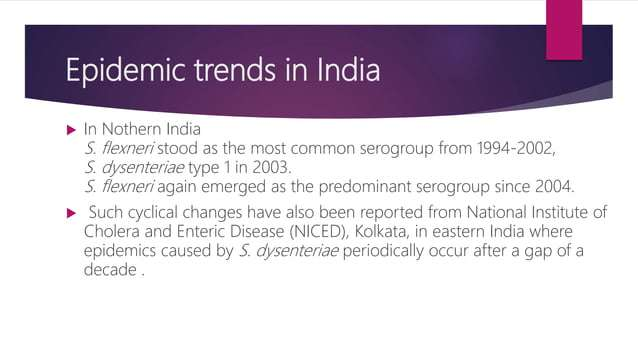 Epidemic trends in India
In Nothern India
S. flexneri stood as the most common serogroup from 1994-2002,
S. dysenteriae type 1 in 2003.
S. flexneri again emerged as the predominant serogroup since 2004.
Such cyclical changes have also been reported from National Institute of
Cholera and Enteric Disease (NICED), Kolkata, in eastern India where
epidemics caused by S. dysenteriae periodically occur after a gap of a
decade .